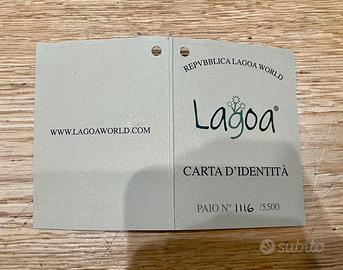 WWW.LAGOAWORLD.COM
REPVBBLICA LAGOA WORLD
Lagoa®
CARTA D'IDENTITÀ
PAIO N° 1116 /5500
subito